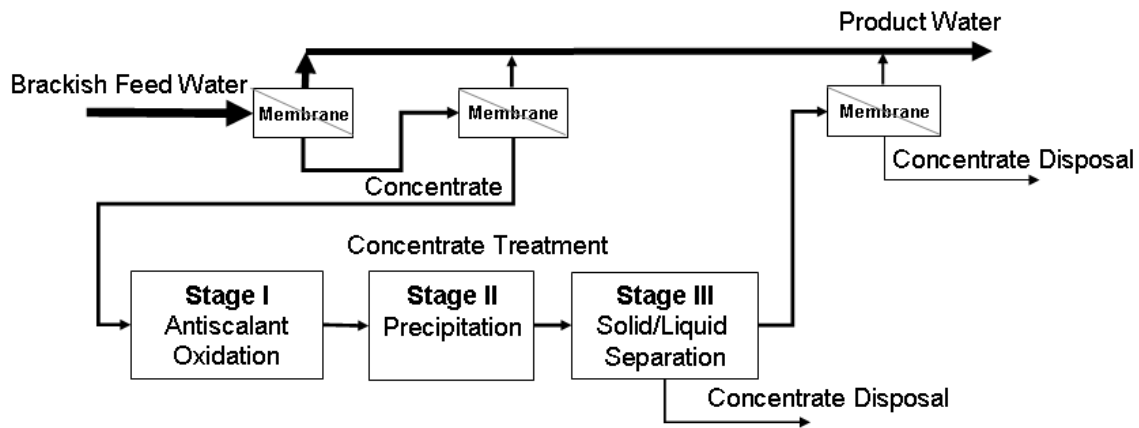 Product Water
Brackish Feed Water
Membrane
Membrane
Membrane
Concentrate Disposal
Concentrate
Concentrate Treatment
Stage I
Antiscalant
Oxidation
Stage II
Precipitation
Stage III
Solid/Liquid
Separation
Concentrate Disposal